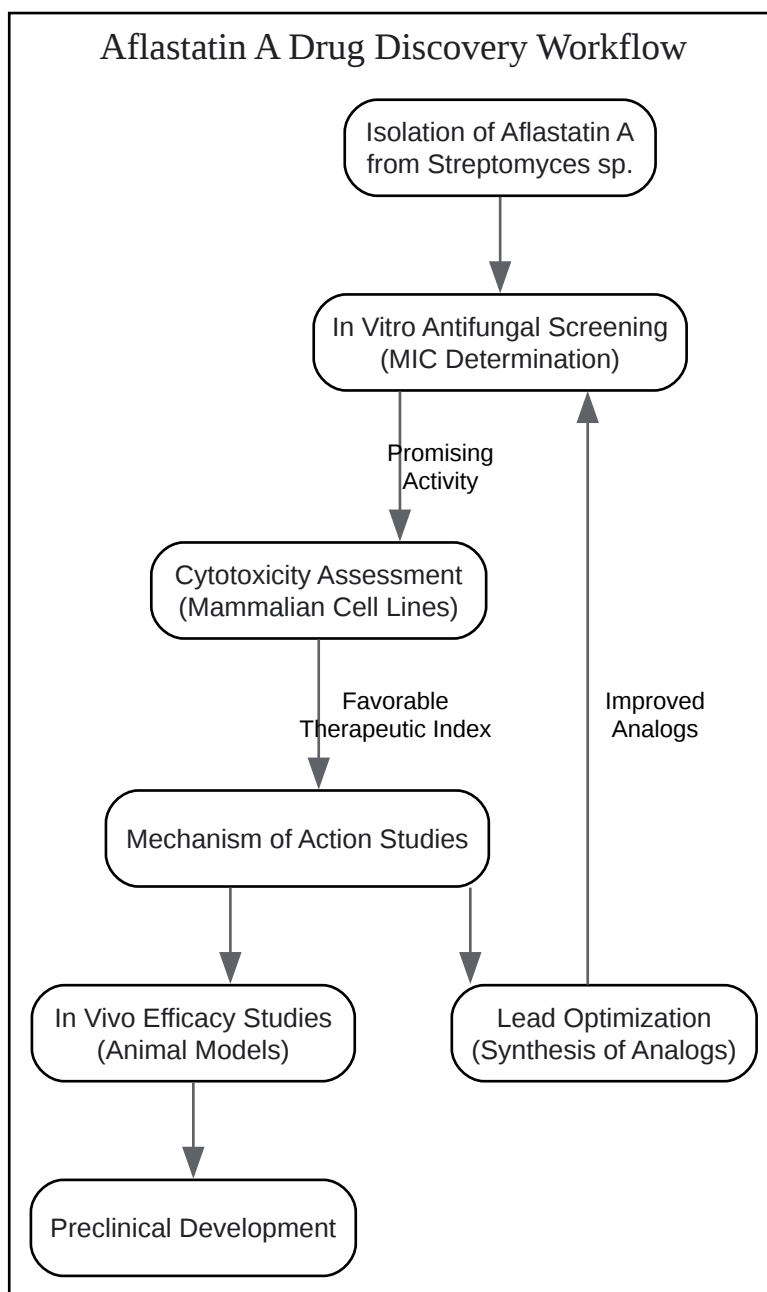 Aflastatin A Drug Discovery Workflow
Isolation of Aflastatin A
from Streptomyces sp.
In Vitro Antifungal Screening
(MIC Determination)
Promising
Activity
Cytotoxicity Assessment
(Mammalian Cell Lines)
Favorable
Therapeutic Index
Improved
Analogs
Mechanism of Action Studies
In Vivo Efficacy Studies
(Animal Models)
Lead Optimization
(Synthesis of Analogs)
Preclinical Development